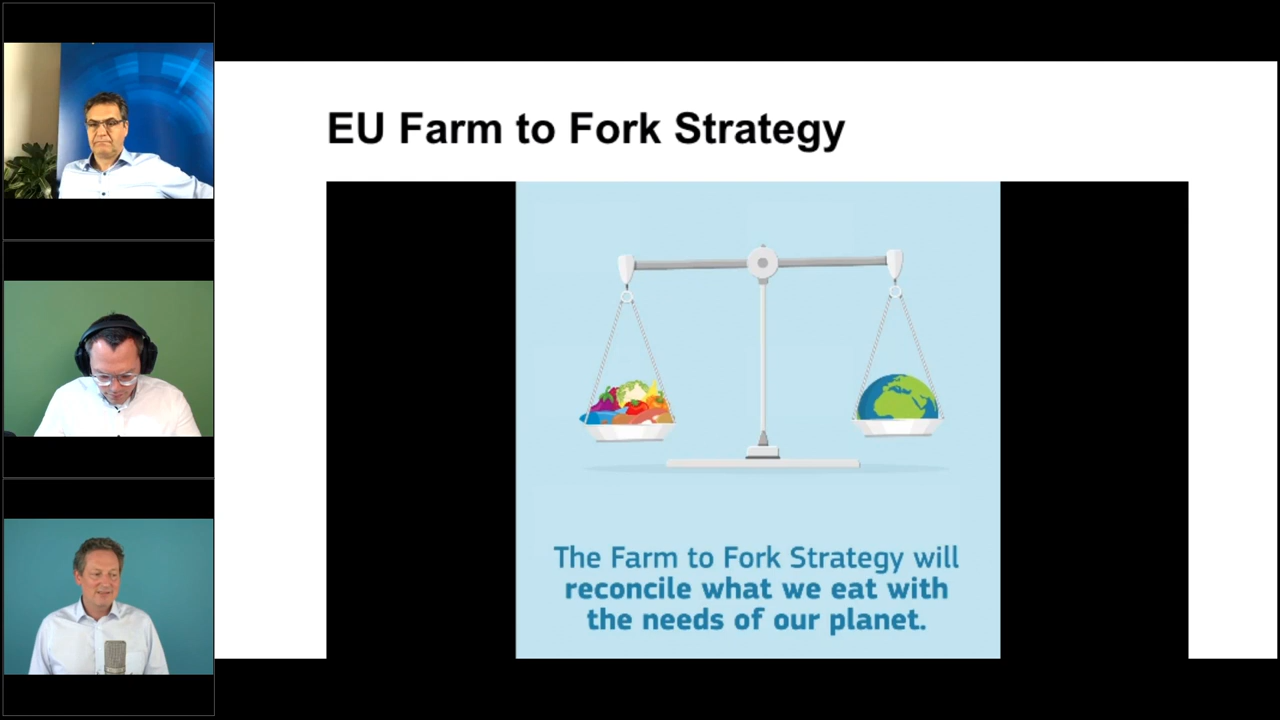 EU Farm to Fork Strategy
The Farm to Fork Strategy will
reconcile what we eat with
the needs of our planet.